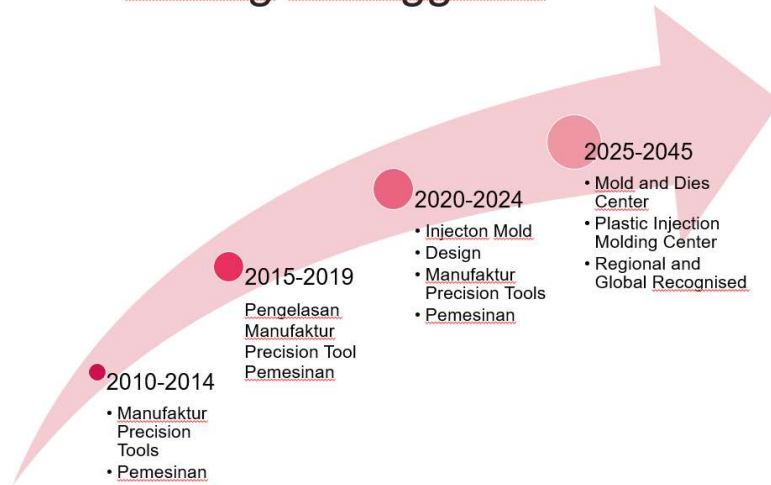 2010-2014
• Manufaktur
Precision
Tools
• Pemesinan
2015-2019
Pengelasan
Manufaktur
Precision Tool
Pemesinan
2020-2024
• Injecton Mold
• Design
• Manufaktur
Precision Tools
• Pemesinan
2025-2045
• Mold and Dies
Center
• Plastic Injection
Molding Center
• Regional and
Global Recognised